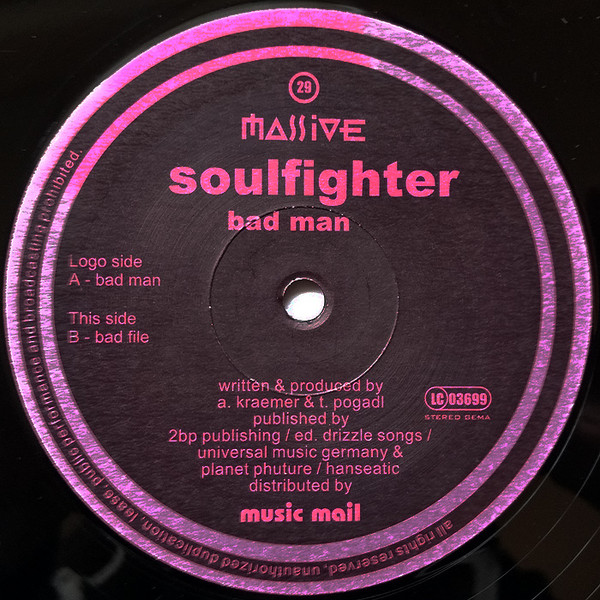 29
MASSIVE
soulfighter
bad man
Logo side
A - bad man
This side
B - bad file
written & produced by
a. kraemer & t. pogadl
published by
2bp publishing / ed. drizzle songs /
universal music germany &
planet phuture / hanseatic
distributed by
music mail
LC 03699
STEREO GEMA
all rights reserved, unauthorized duplication, lease, public performance and broadcasting prohibited.